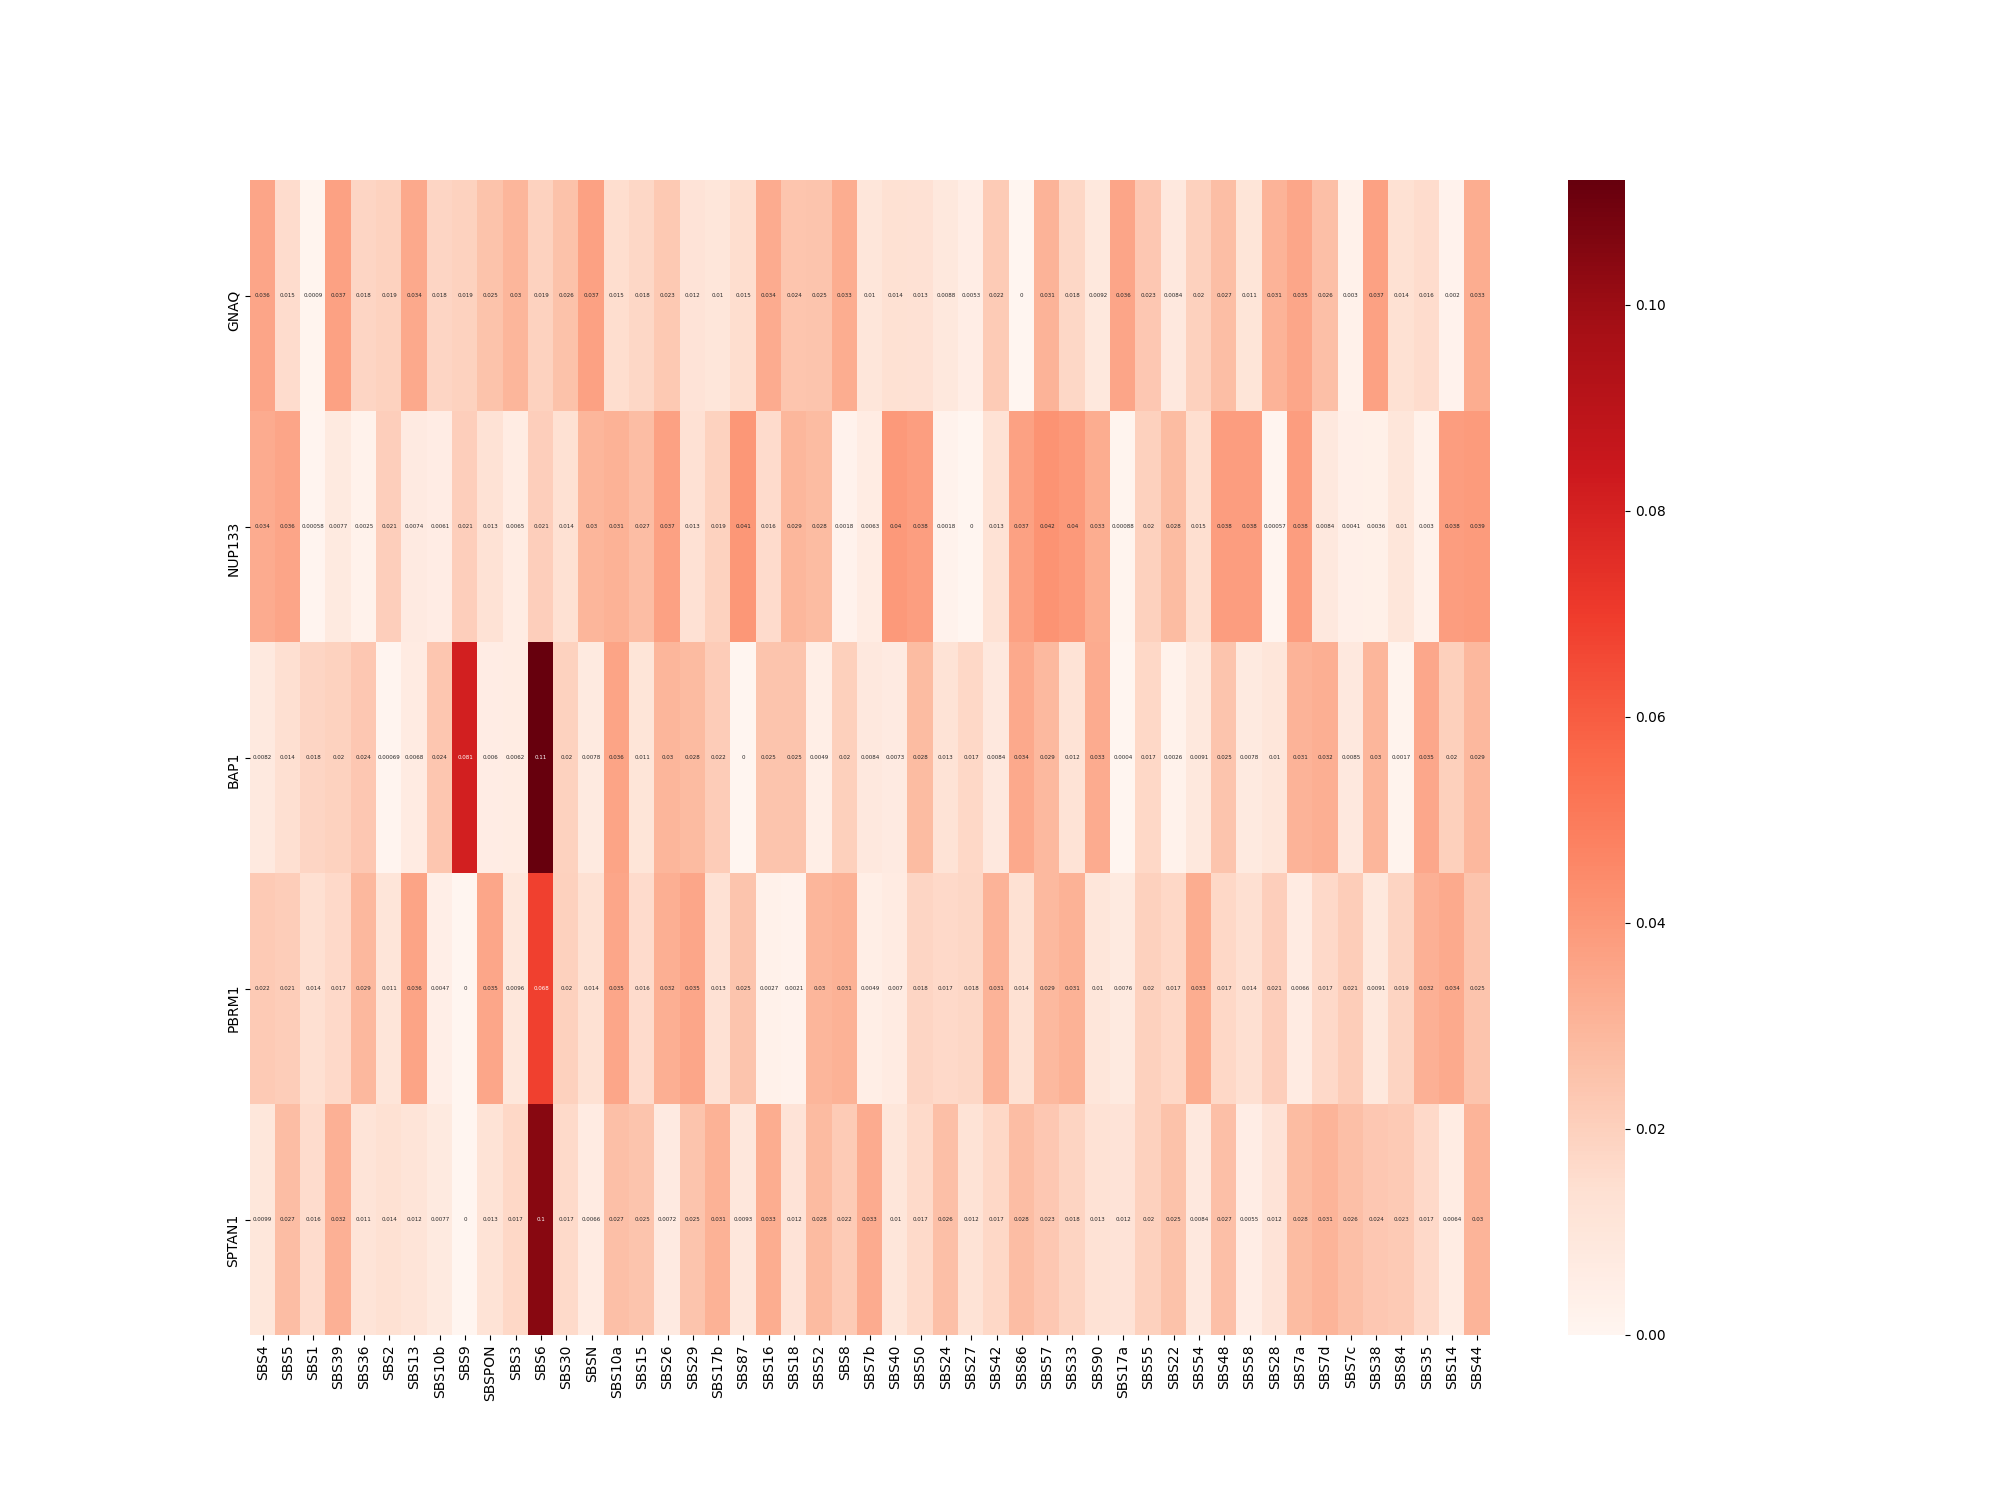 GNAQ 0.036 0.015 0.0009 0.037 0.018 0.019 0.034 0.018 0.019 0.025 0.03 0.019 0.026 0.037 0.015 0.018 0.023 0.012 0.01 0.015 0.034 0.024 0.025 0.033 0.01 0.014 0.013 0.0088 0.0053 0.022 0 0.031 0.018 0.0092 0.036 0.023 0.0084 0.02 0.027 0.011 0.031 0.035 0.026 0.003 0.037 0.014 0.016 0.002 0.033
NUP133 0.034 0.036 0.00058 0.0077 0.0025 0.021 0.0074 0.0061 0.021 0.013 0.0065 0.021 0.014 0.03 0.031 0.027 0.037 0.013 0.019 0.041 0.016 0.029 0.028 0.0018 0.0063 0.04 0.038 0.0018 0 0.013 0.037 0.042 0.04 0.033 0.00088 0.02 0.028 0.015 0.038 0.038 0.00057 0.038 0.0084 0.0041 0.0036 0.01 0.003 0.038 0.039
BAP1 0.0082 0.014 0.018 0.02 0.024 0.00069 0.0068 0.024 0.081 0.006 0.0062 0.11 0.02 0.0078 0.036 0.011 0.03 0.028 0.022 0 0.025 0.025 0.0049 0.02 0.0084 0.0073 0.028 0.013 0.017 0.0084 0.034 0.029 0.012 0.033 0.0004 0.017 0.0026 0.0091 0.025 0.0078 0.01 0.031 0.032 0.0085 0.03 0.0017 0.035 0.02 0.029
PBRM1 0.022 0.021 0.014 0.017 0.029 0.011 0.036 0.0047 0 0.035 0.0096 0.068 0.02 0.014 0.035 0.016 0.032 0.035 0.013 0.025 0.0027 0.0021 0.03 0.031 0.0049 0.007 0.018 0.017 0.018 0.031 0.014 0.029 0.031 0.01 0.0076 0.02 0.017 0.033 0.017 0.014 0.021 0.0066 0.017 0.021 0.0091 0.019 0.032 0.034 0.025
SPTAN1 0.0099 0.027 0.016 0.032 0.011 0.014 0.012 0.0077 0 0.013 0.017 0.1 0.017 0.0066 0.027 0.025 0.0072 0.025 0.031 0.0093 0.033 0.012 0.028 0.022 0.033 0.01 0.017 0.026 0.012 0.017 0.028 0.023 0.018 0.013 0.012 0.02 0.025 0.0084 0.027 0.0055 0.012 0.028 0.031 0.026 0.024 0.023 0.017 0.0064 0.03
SBS4 SBS5 SBS1 SBS39 SBS36 SBS2 SBS13 SBS10b SBS9 SBSPON SBS3 SBS6 SBS30 SBSN SBS10a SBS15 SBS26 SBS29 SBS17b SBS87 SBS16 SBS18 SBS52 SBS8 SBS7b SBS40 SBS50 SBS24 SBS27 SBS42 SBS86 SBS57 SBS33 SBS90 SBS17a SBS55 SBS22 SBS54 SBS48 SBS58 SBS28 SBS7a SBS7d SBS7c SBS38 SBS84 SBS35 SBS14 SBS44
0.10
0.08
0.06
0.04
0.02
0.00